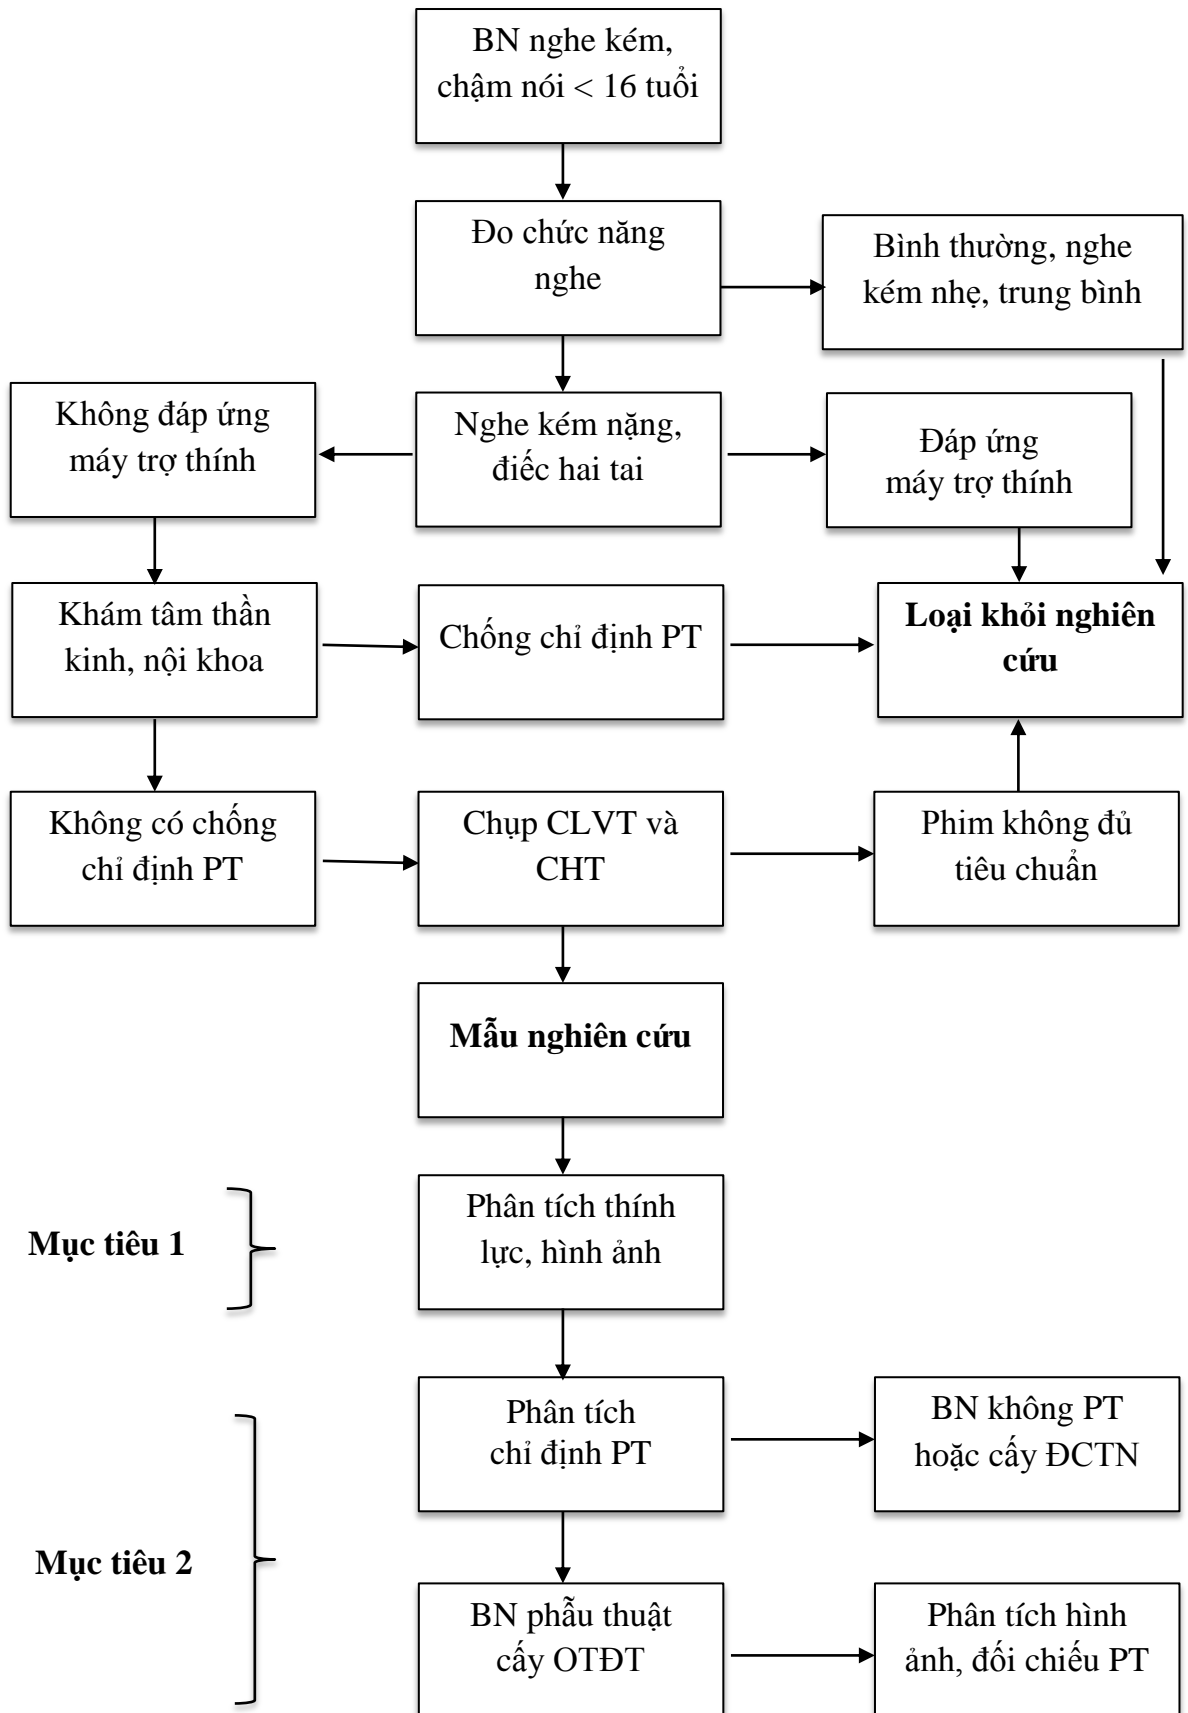 BN nghe kém,
chậm nói < 16 tuổi
Đo chức năng
nghe
Bình thường, nghe
kém nhẹ, trung bình
Không đáp ứng
máy trợ thính
Nghe kém nặng,
điếc hai tai
Đáp ứng
máy trợ thính
Khám tâm thần
kinh, nội khoa
Chống chỉ định PT
Loại khỏi nghiên
cứu
Không có chống
chỉ định PT
Chụp CLVT và
CHT
Phim không đủ
tiêu chuẩn
Mẫu nghiên cứu
Mục tiêu 1
Phân tích thính
lực, hình ảnh
Phân tích
chỉ định PT
BN không PT
hoặc cấy ĐCTN
Mục tiêu 2
BN phẫu thuật
cấy OTĐT
Phân tích hình
ảnh, đối chiếu PT